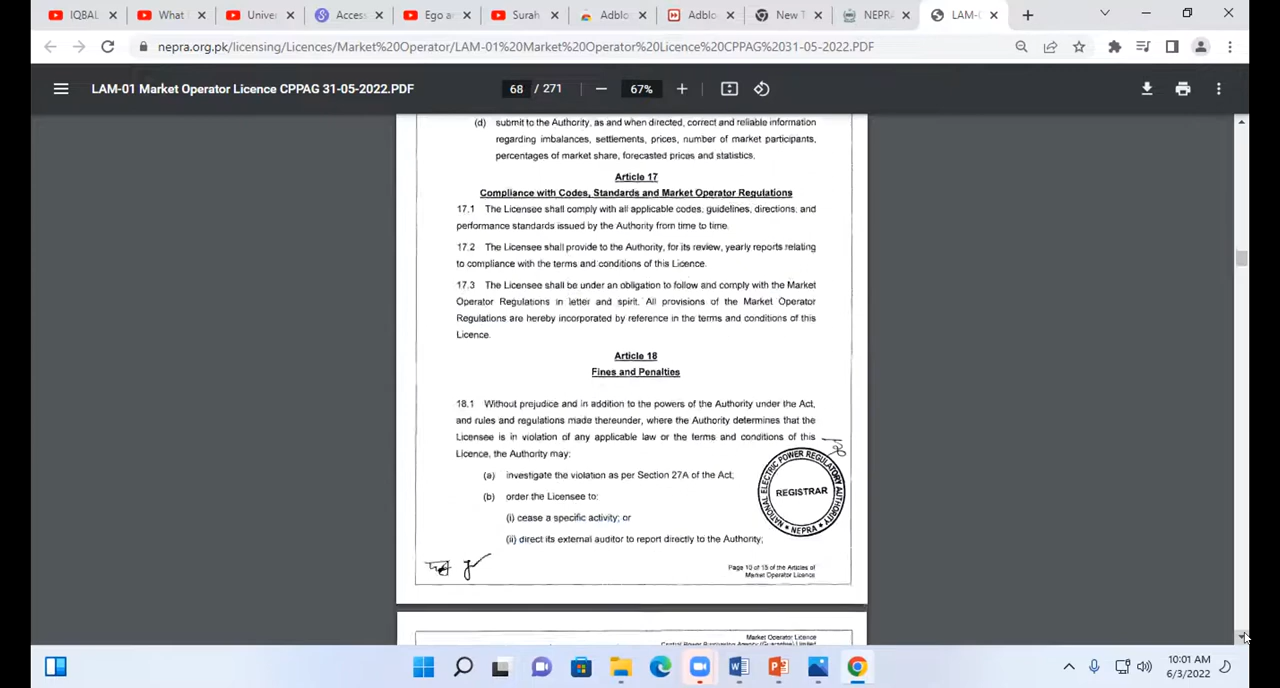 IQBAL
What
Univer
Access
Ego a
Surah
Adblo
Adblo
New T
NEPRA
LAM-
nepra.org.pk/licensing/Licences/Market%20Operator/LAM-01%20Market%20Operator%20Licence%20CPPAG%2031-05-2022.PDF
LAM-01 Market Operator Licence CPPAG 31-05-2022.PDF
68 / 271
67%
(d) submit to the Authority, as and when directed, correct and reliable information
regarding imbalances, settlements, prices, number of market participants,
percentages of market share, forecasted prices and statistics.
Article 17
Compliance with Codes, Standards and Market Operator Regulations
17.1 The Licensee shall comply with all applicable codes, guidelines, directions, and
performance standards issued by the Authority from time to time.
17.2 The Licensee shall provide to the Authority, for its review, yearly reports relating
to compliance with the terms and conditions of this Licence.
17.3 The Licensee shall be under an obligation to follow and comply with the Market
Operator Regulations in letter and spirit. All provisions of the Market Operator
Regulations are hereby incorporated by reference in the terms and conditions of this
Licence.
Article 18
Fines and Penalties
18.1 Without prejudice and in addition to the powers of the Authority under the Act,
and rules and regulations made thereunder, where the Authority determines that the
Licensee is in violation of any applicable law or the terms and conditions of this
Licence, the Authority may:
(a) investigate the violation as per Section 27A of the Act;
(b) order the Licensee to:
(i) cease a specific activity; or
(ii) direct its external auditor to report directly to the Authority;
NATIONAL ELECTRIC POWER REGULATORY AUTHORITY
REGISTRAR
NEPRA
Page 10 of 15 of the Articles of
Market Operator Licence
Market Operator Licence
Central Power Purchasing Agency (Guarantee) Limited
10:01 AM
6/3/2022